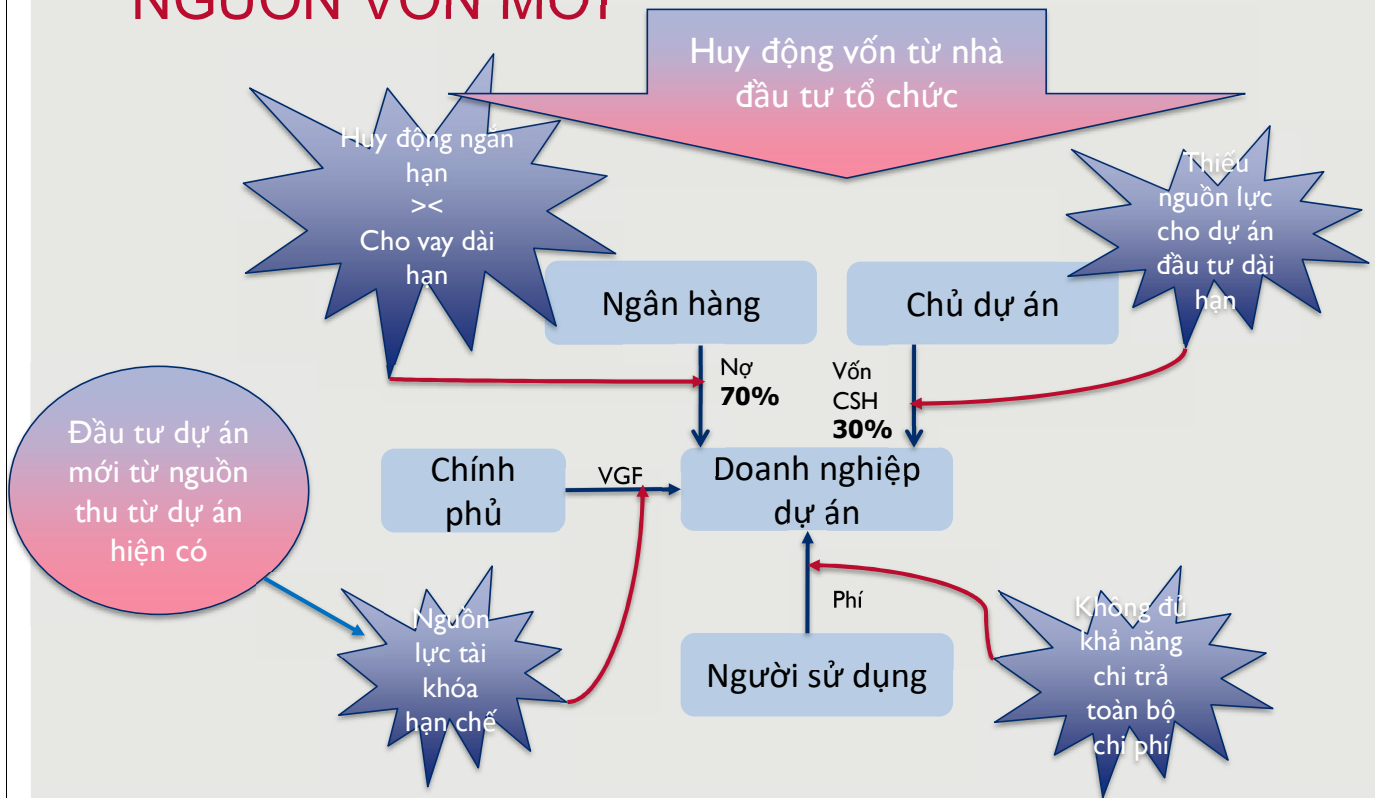 NGUỒN VỐN MỚI
Huy động vốn từ nhà
đầu tư tổ chức
Huy động ngắn
hạn
><
Cho vay dài
hạn
Thiếu
nguồn lực
cho dự án
đầu tư dài
hạn
Ngân hàng
Chủ dự án
Nợ
70%
Vốn
CSH
30%
Đầu tư dự án
mới từ nguồn
thu từ dự án
hiện có
Chính
phủ
VGF
Doanh nghiệp
dự án
Phí
Nguồn
lực tài
khóa
hạn chế
Người sử dụng
Không đủ
khả năng
chi trả
toàn bộ
chi phí